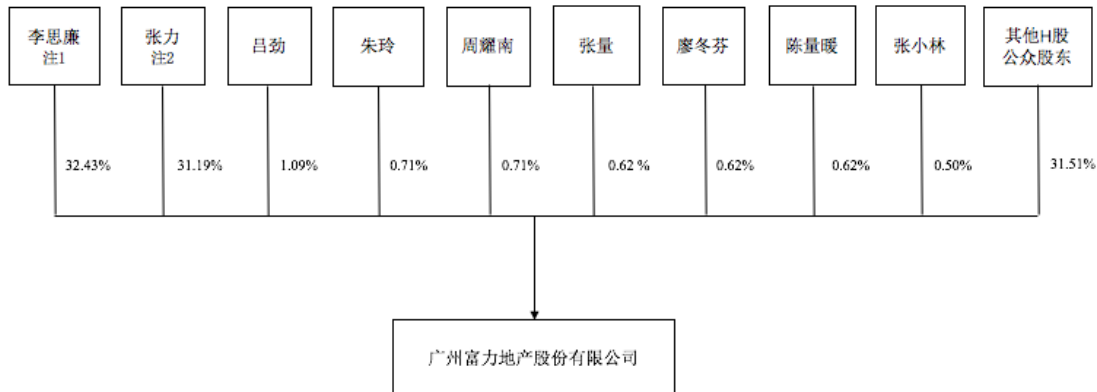 李思廉
注1
张力
注2
吕劲
朱玲
周耀南
张量
廖冬芬
陈量暖
张小林
其他H股
公众股东
32.43%
31.19%
1.09%
0.71%
0.71%
0.62 %
0.62%
0.62%
0.50%
31.51%
广州富力地产股份有限公司